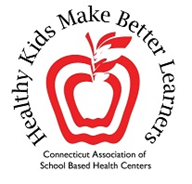 Healthy Kids Make Better Learners
Connecticut Association of
School Based Health Centers